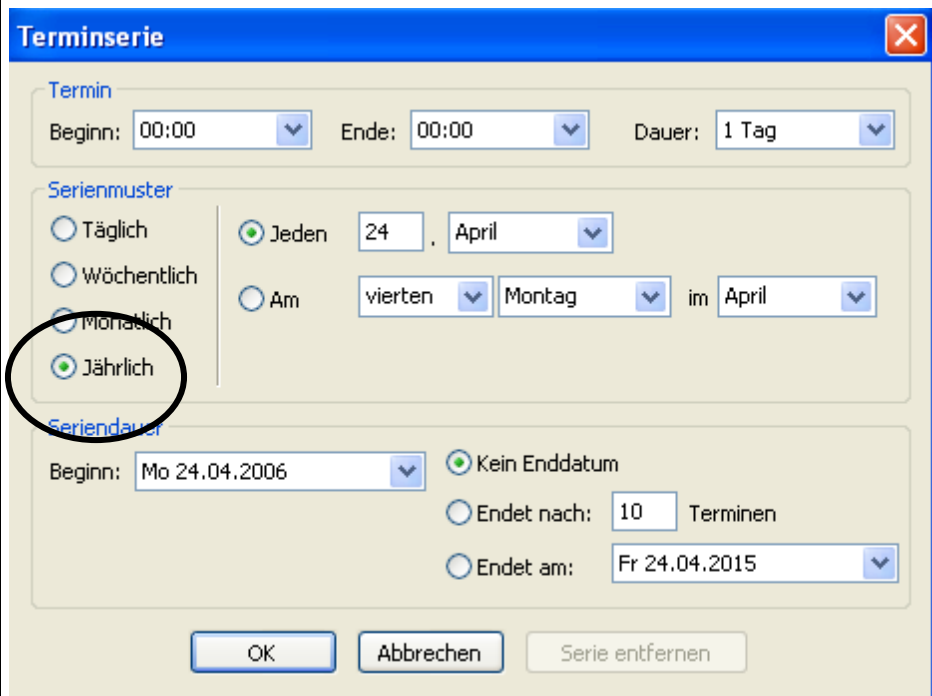 Terminserie
Termin
Beginn: 00:00 Ende: 00:00 Dauer: 1 Tag
Serienmuster
Täglich
Jeden 24 . April
Wöchentlich
Am vierten Montag im April
Monatlich
Jährlich
Seriendauer
Beginn: Mo 24.04.2006
Kein Enddatum
Endet nach: 10 Terminen
Endet am: Fr 24.04.2015
OK Abbrechen Serie entfernen